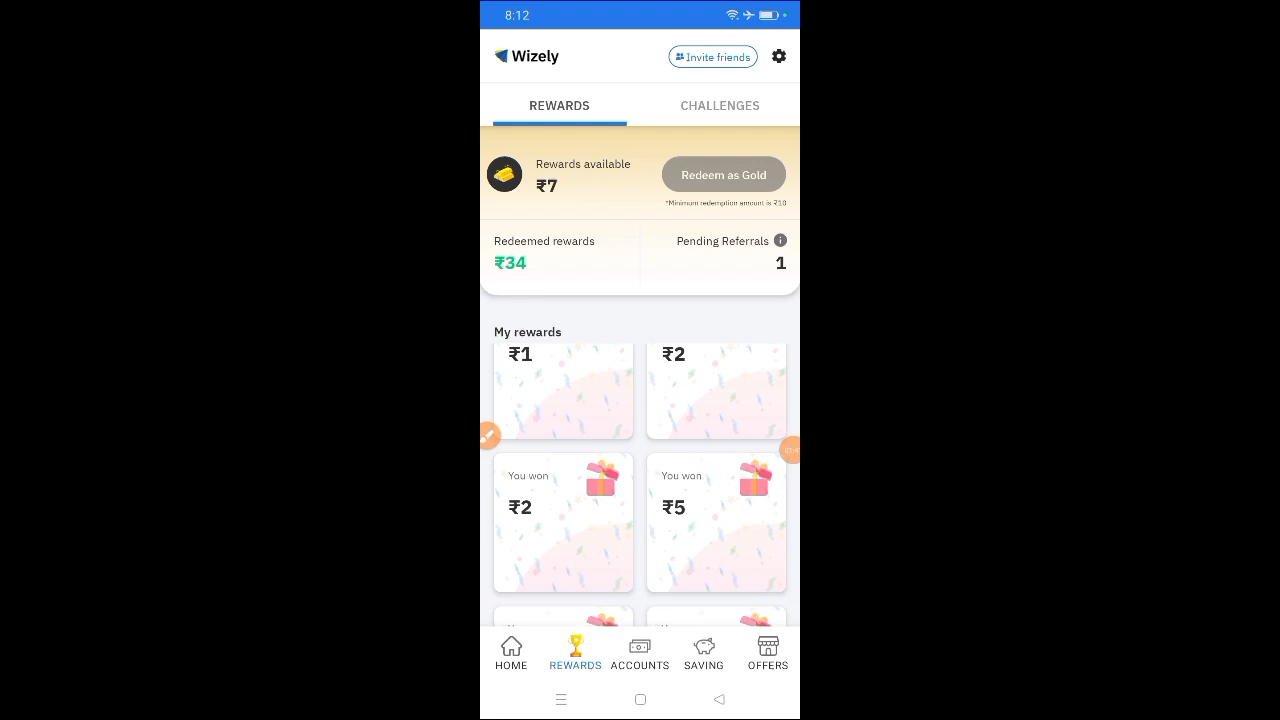 8:12
Wizely
Invite friends
REWARDS
CHALLENGES
Rewards available
₹7
Redeem as Gold
*Minimum redemption amount is ₹10
Redeemed rewards
Pending Referrals
₹34
1
My rewards
₹1
₹2
You won
You won
₹2
₹5
HOME
REWARDS
ACCOUNTS
SAVING
OFFERS